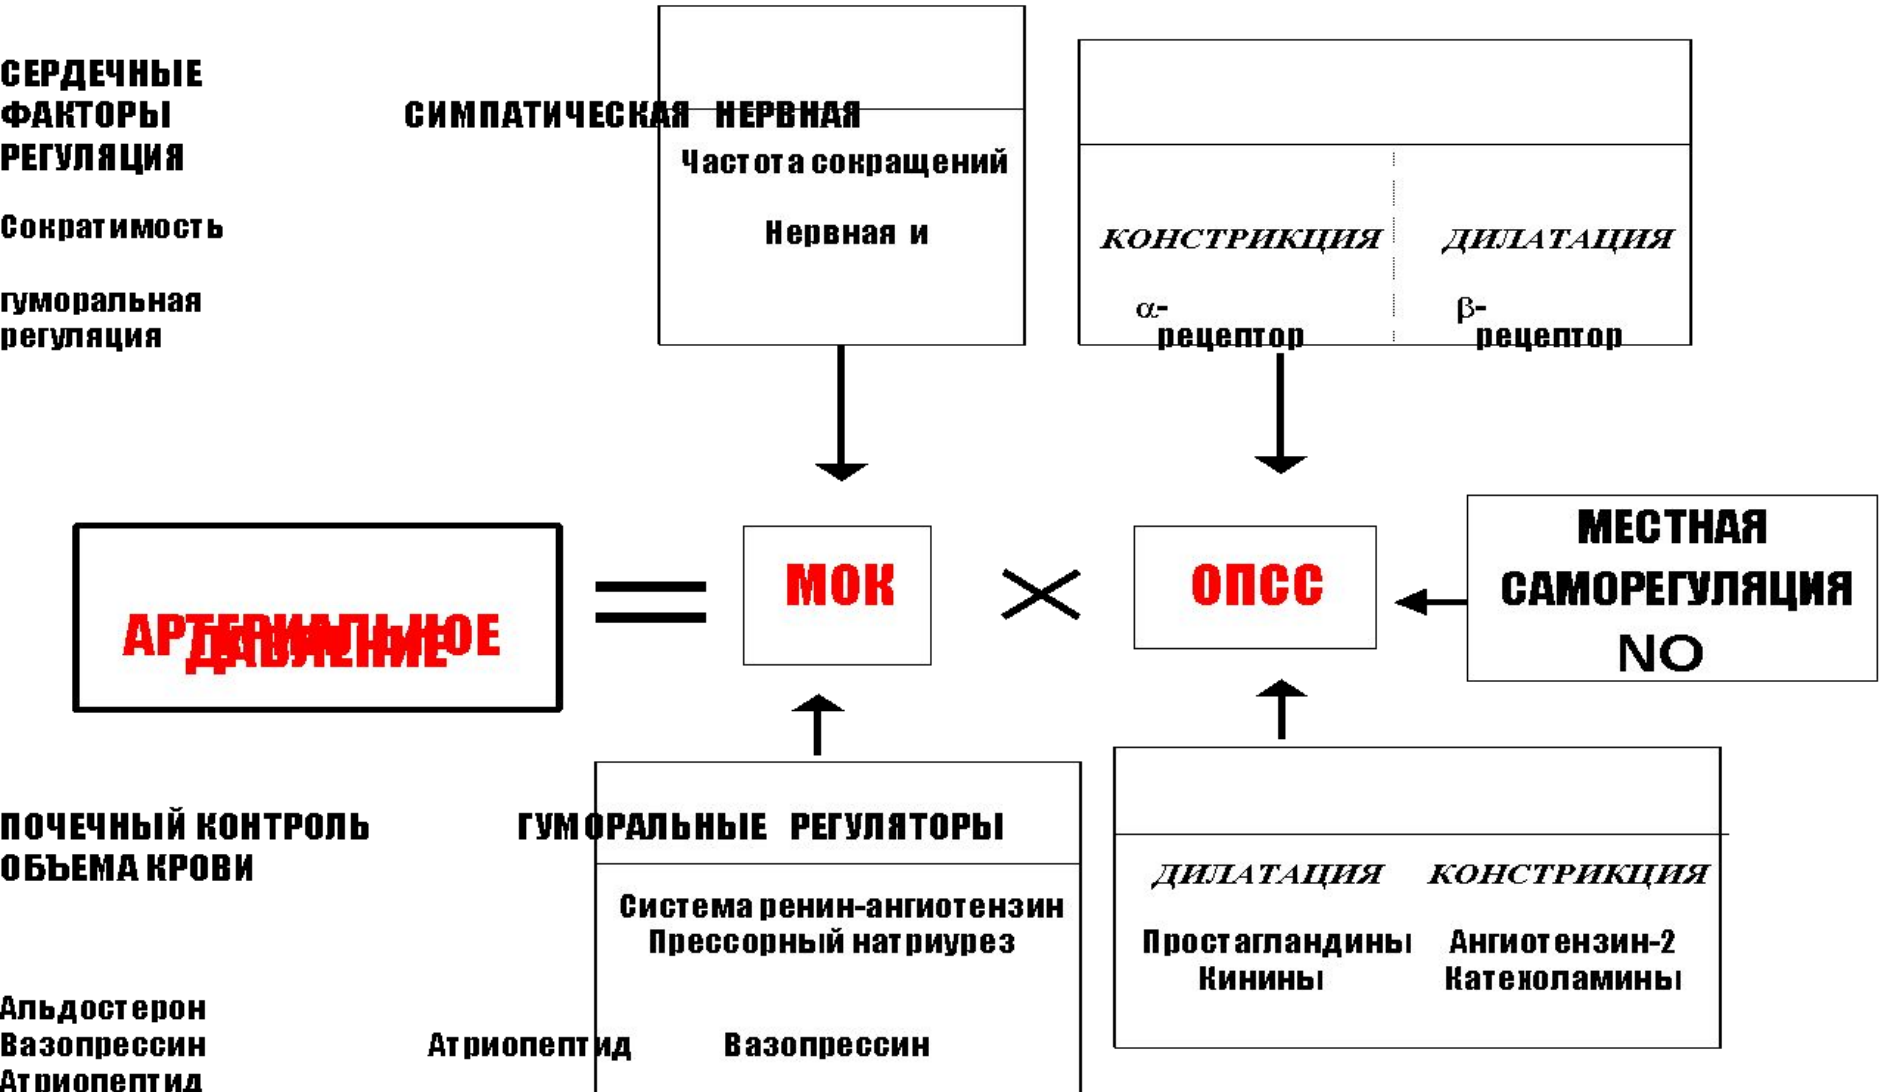 СЕРДЕЧНЫЕ
ФАКТОРЫ СИМПАТИЧЕСКАЯ НЕРВНАЯ
РЕГУЛЯЦИЯ
Частота сокращений
Сократимость Нервная и
гуморальная
регуляция
КОНСТРИКЦИЯ ДИЛАТАЦИЯ
α- β-
рецептор рецептор
АРТЕРИАЛЬНОЕ
ДАВЛЕНИЕ
=
МОК
×
ОПСС
МЕСТНАЯ
САМОРЕГУЛЯЦИЯ
NO
ПОЧЕЧНЫЙ КОНТРОЛЬ ГУМОРАЛЬНЫЕ РЕГУЛЯТОРЫ
ОБЪЕМА КРОВИ
Система ренин-ангиотензин
Прессорный натриурез
ДИЛАТАЦИЯ КОНСТРИКЦИЯ
Простагландины Ангиотензин-2
Кинины Катехоламины
Альдостерон
Вазопрессин Атриопептид Вазопрессин
Атриопептид